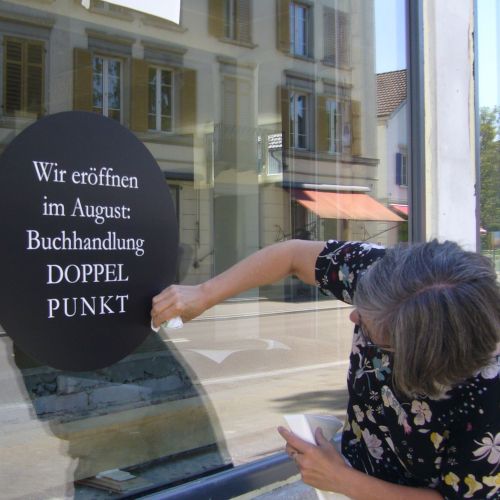 Wir eröffnen
im August:
Buchhandlung
DOPPEL
PUNKT